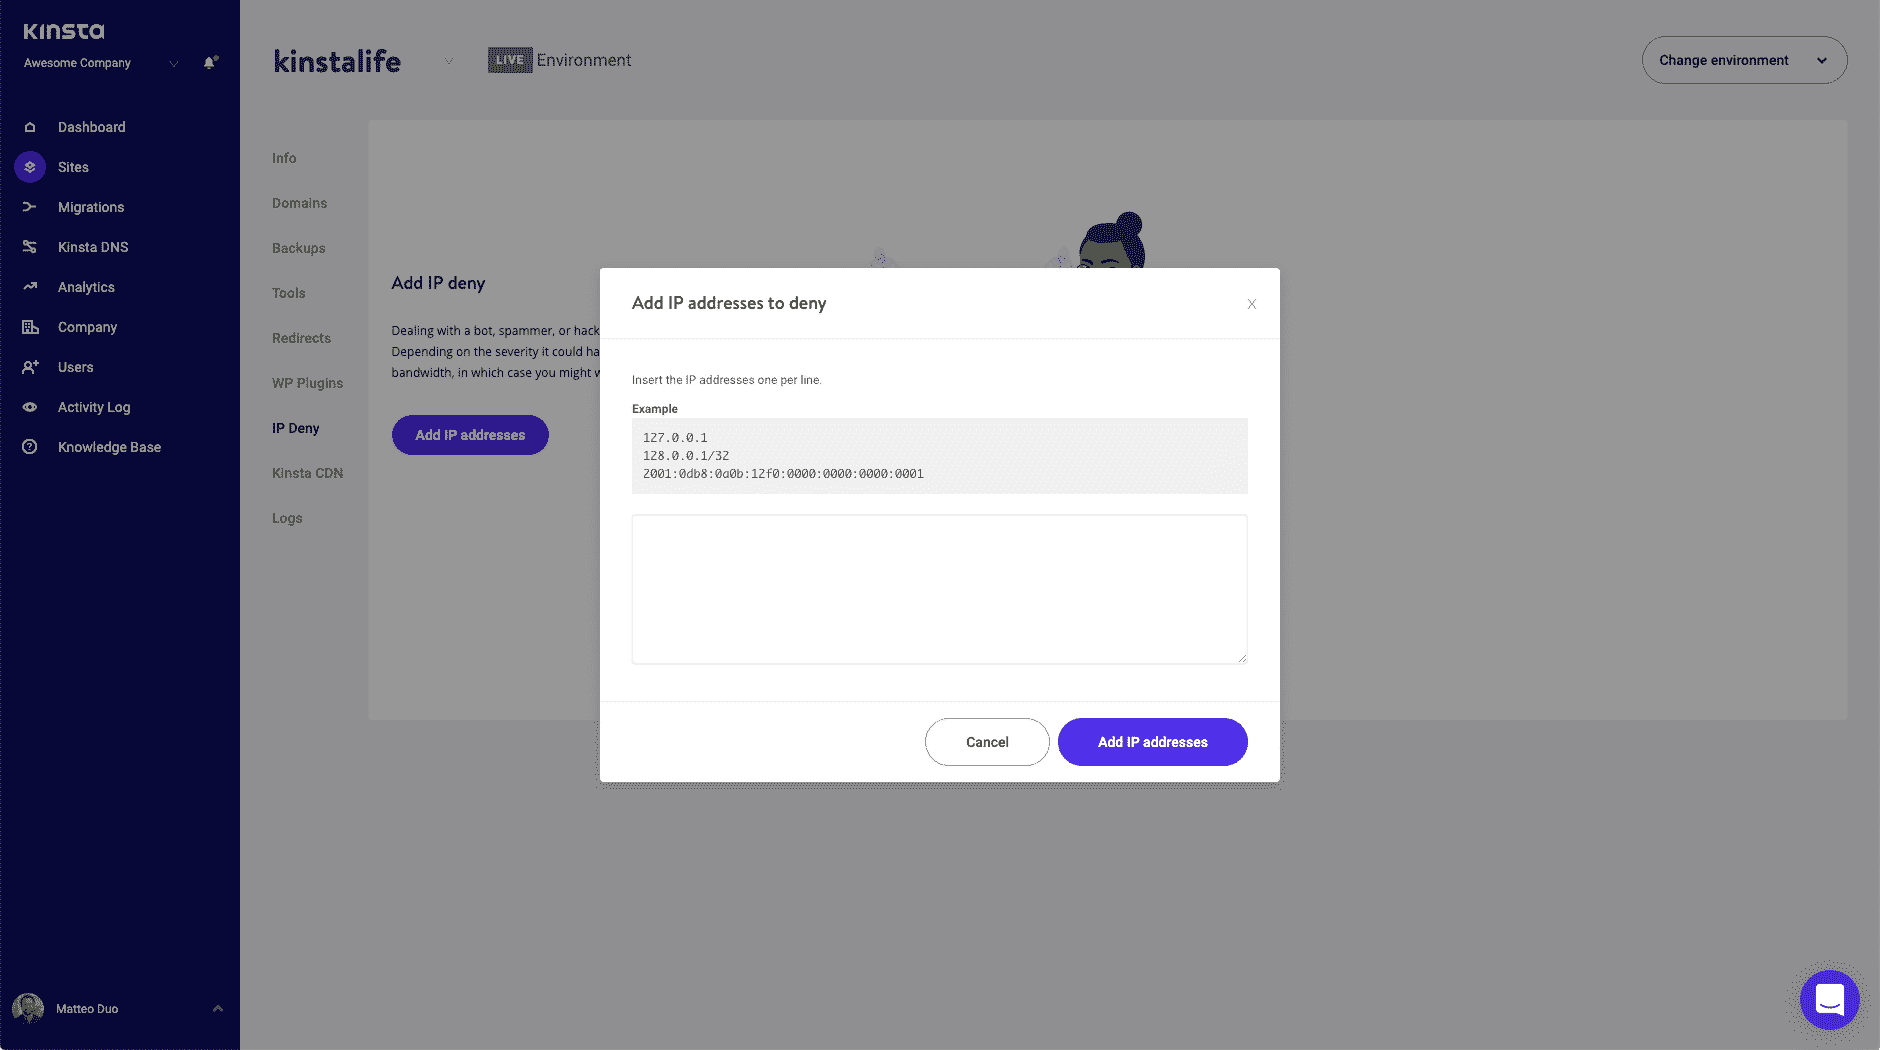 Kinsta
Awesome Company
Dashboard
Sites
Migrations
Kinsta DNS
Analytics
Company
Users
Activity Log
Knowledge Base
Matteo Duo
kinstalife
LIVE Environment
Change environment
Info
Domains
Backups
Tools
Redirects
WP Plugins
IP Deny
Kinsta CDN
Logs
Add IP deny
Dealing with a bot, spammer, or hack
Depending on the severity it could ha
bandwidth, in which case you might w
Add IP addresses
Add IP addresses to deny
X
Insert the IP addresses one per line.
Example
127.0.0.1
128.0.0.1/32
2001:0db8:0a0b:12f0:0000:0000:0000:0001
Cancel
Add IP addresses